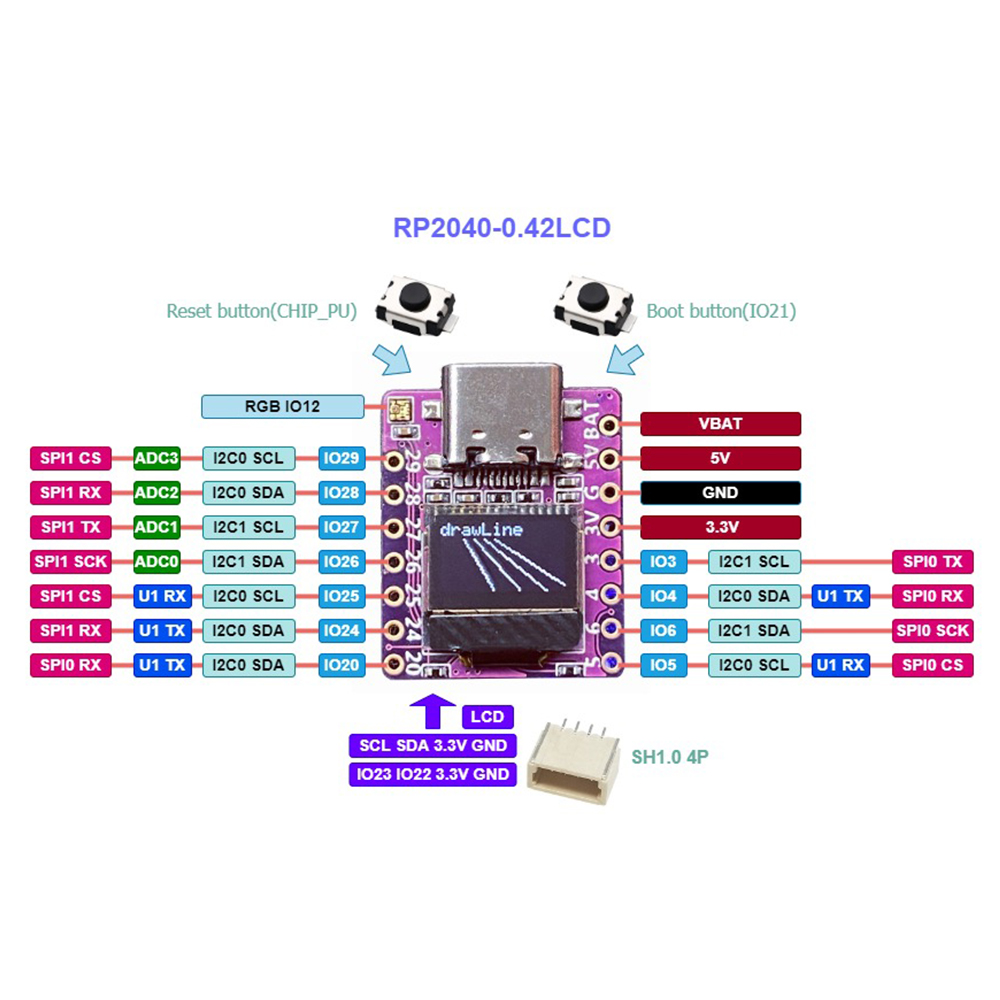 RP2040-0.42LCD
Reset button(CHIP_PU)
Boot button(IO21)
RGB IO12
BAT
VBAT
SPI1 CS ADC3 I2C0 SCL IO29 29
5V 5V
SPI1 RX ADC2 I2C0 SDA IO28 28
G GND
SPI1 TX ADC1 I2C1 SCL IO27 27
3V 3.3V
SPI1 SCK ADC0 I2C1 SDA IO26 26
3 IO3 I2C1 SCL SPI0 TX
SPI1 CS U1 RX I2C0 SCL IO25 25
4 IO4 I2C0 SDA U1 TX SPI0 RX
SPI1 RX U1 TX I2C0 SDA IO24 24
6 IO6 I2C1 SDA SPI0 SCK
SPI0 RX U1 TX I2C0 SDA IO20 20
5 IO5 I2C0 SCL U1 RX SPI0 CS
drawLine
LCD
SCL SDA 3.3V GND
IO23 IO22 3.3V GND
SH1.0 4P